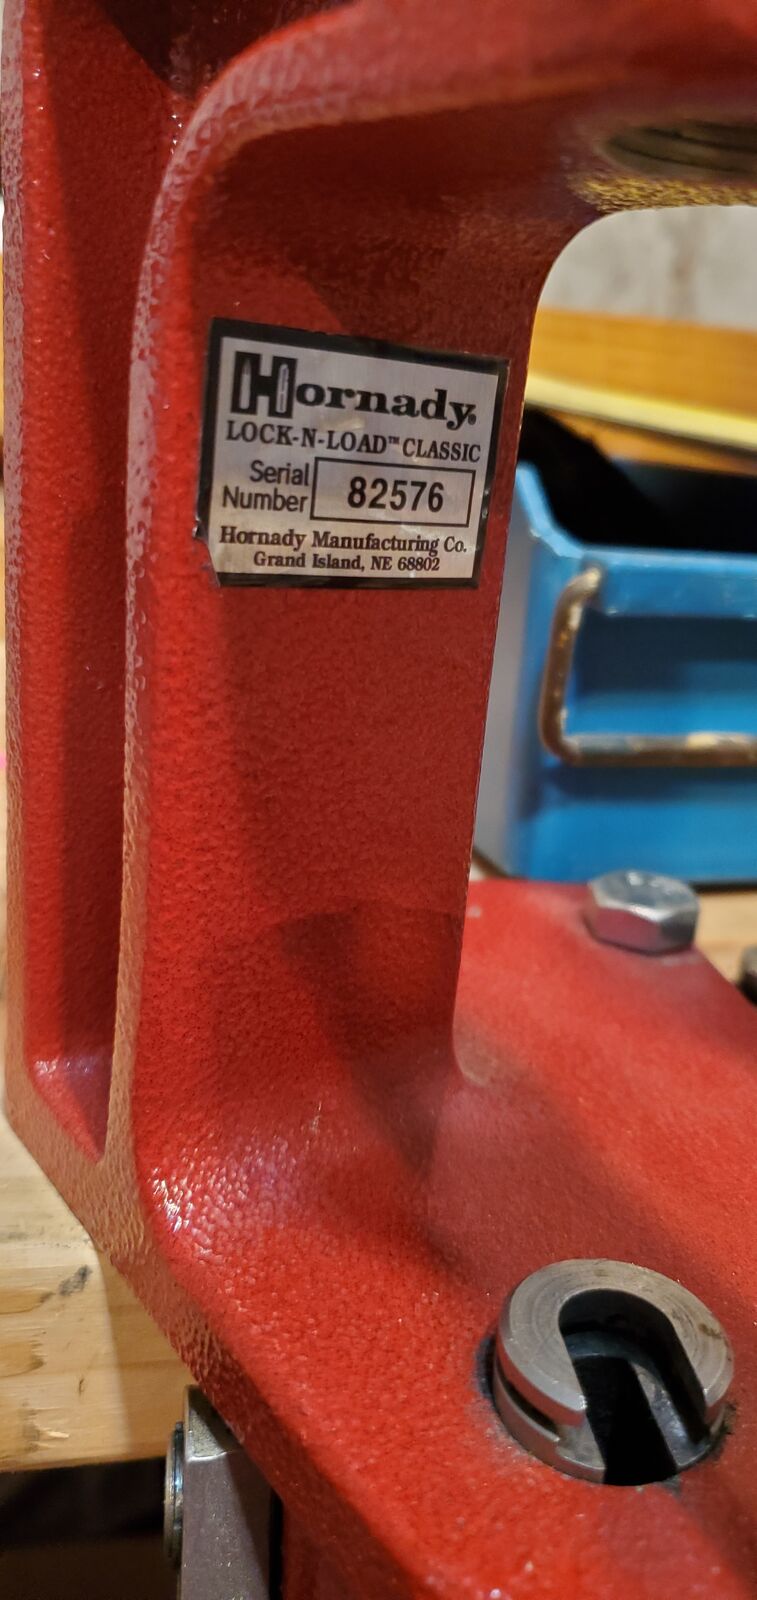 Hornady®
LOCK-N-LOAD™ CLASSIC
Serial
Number
82576
Hornady Manufacturing Co.
Grand Island, NE 68802